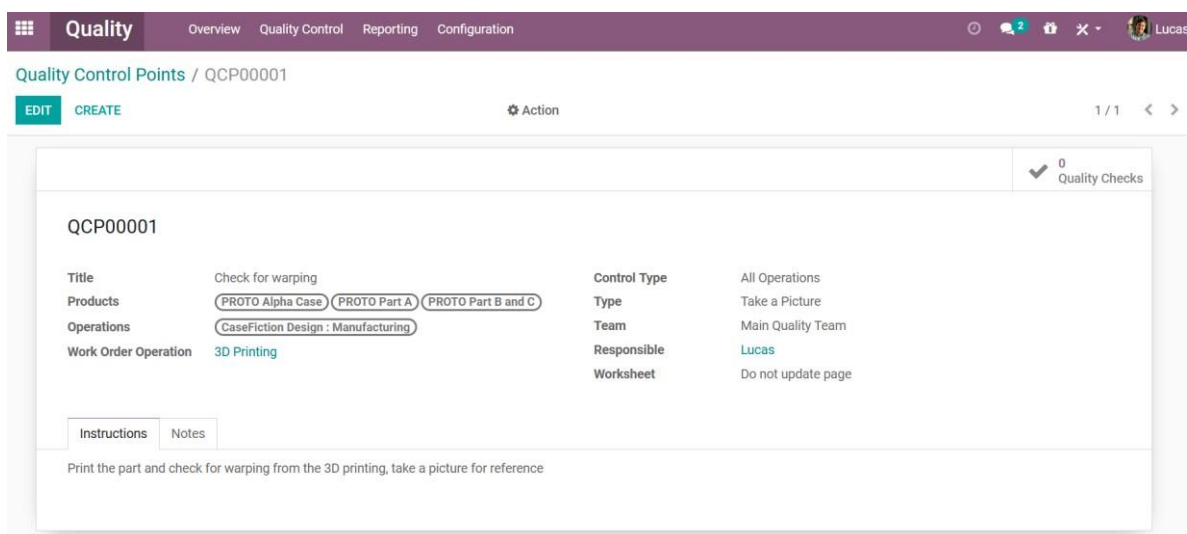 Quality Overview Quality Control Reporting Configuration 2 Lucas
Quality Control Points / QCP00001
EDIT CREATE Action 1 / 1
0
Quality Checks
QCP00001
Title Check for warping Control Type All Operations
Products PROTO Alpha Case PROTO Part A PROTO Part B and C Type Take a Picture
Operations CaseFiction Design : Manufacturing Team Main Quality Team
Work Order Operation 3D Printing Responsible Lucas
Worksheet Do not update page
Instructions Notes
Print the part and check for warping from the 3D printing, take a picture for reference